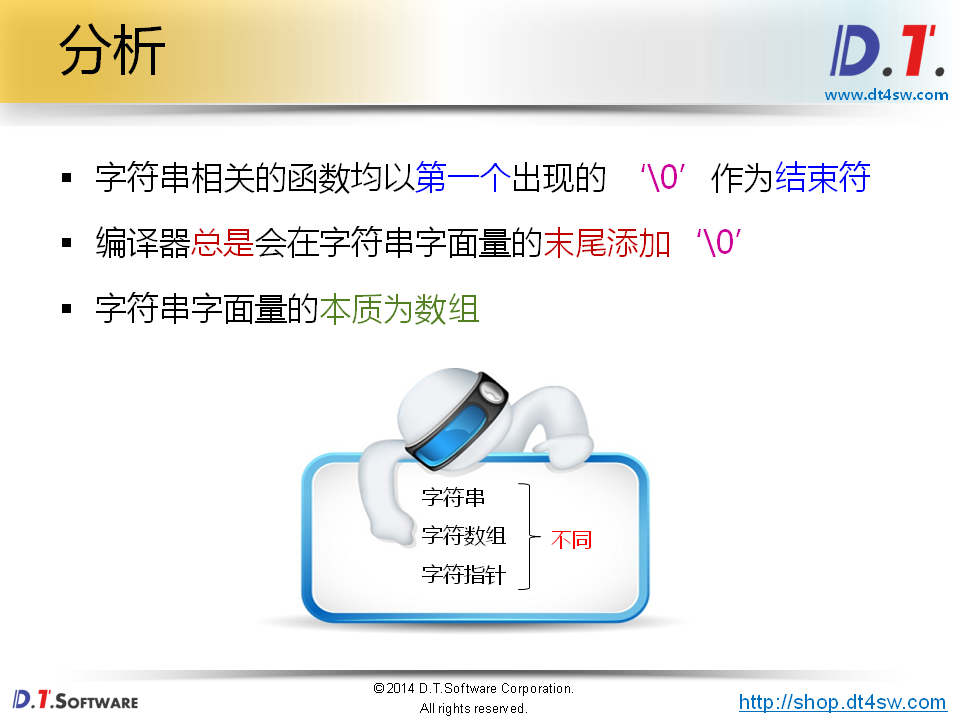 分析
D.T.
www.dt4sw.com
▪ 字符串相关的函数均以第一个出现的 ‘\0’ 作为结束符
▪ 编译器总是会在字符串字面量的末尾添加‘\0’
▪ 字符串字面量的本质为数组
字符串
字符数组
字符指针
不同
D.T.SOFTWARE
©2014 D.T.Software Corporation.
All rights reserved.
http://shop.dt4sw.com